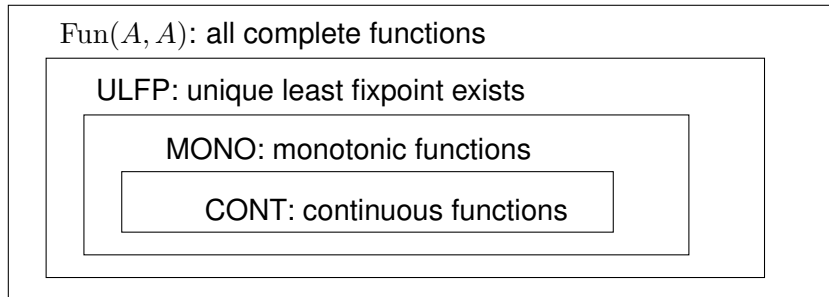 Fun(A, A): all complete functions
ULFP: unique least fixpoint exists
MONO: monotonic functions
CONT: continuous functions